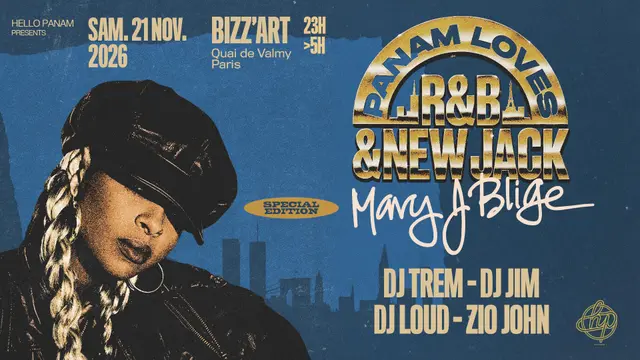 HELLO PANAM
PRESENTS
SAM. 21 NOV.
2026
BIZZ'ART
Quai de Valmy
Paris
23H
>5H
PANAM LOVES
R&B
& NEW JACK
Mary J Blige
SPECIAL
EDITION
DJ TREM - DJ JIM
DJ LOUD - ZIO JOHN
hp